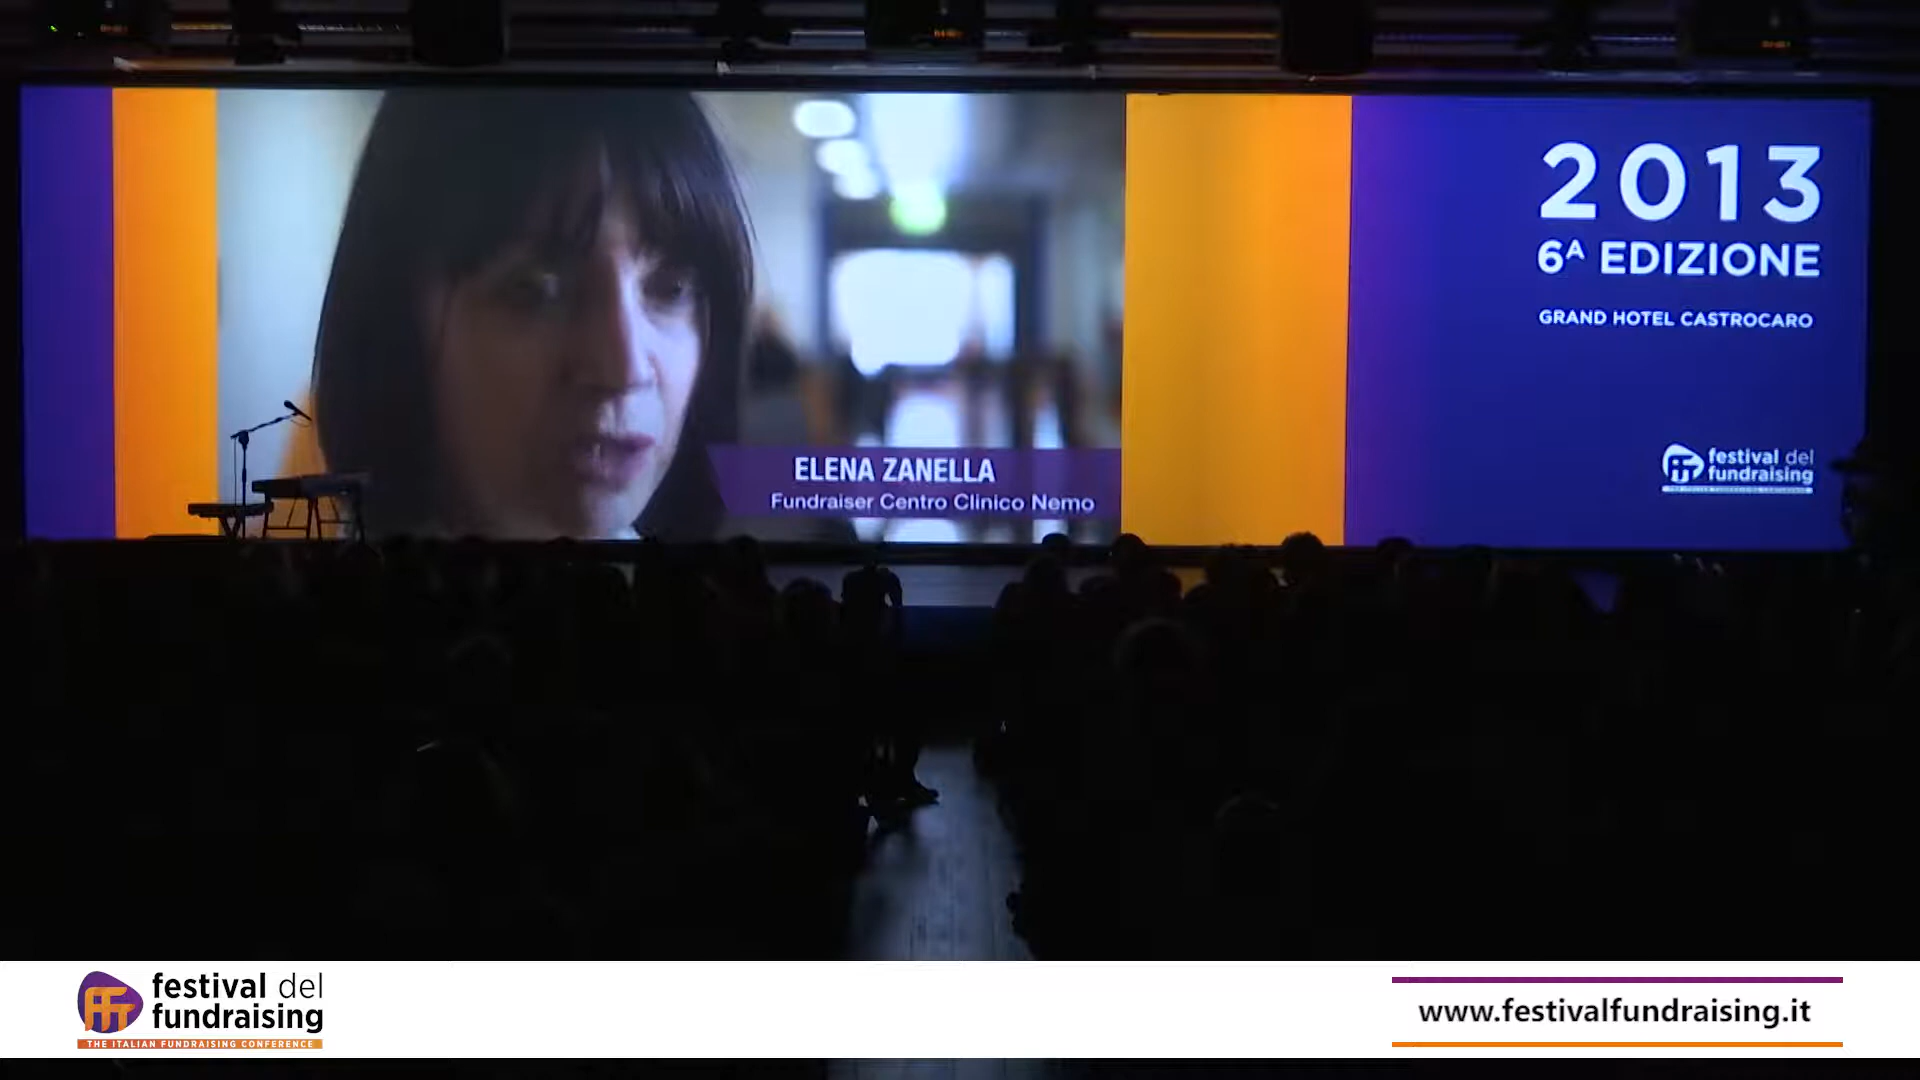 2013
6ᴬ EDIZIONE
GRAND HOTEL CASTROCARO
festival del
fundraising
ELENA ZANELLA
Fundraiser Centro Clinico Nemo
festival del
fundraising
THE ITALIAN FUNDRAISING CONFERENCE
www.festivalfundraising.it